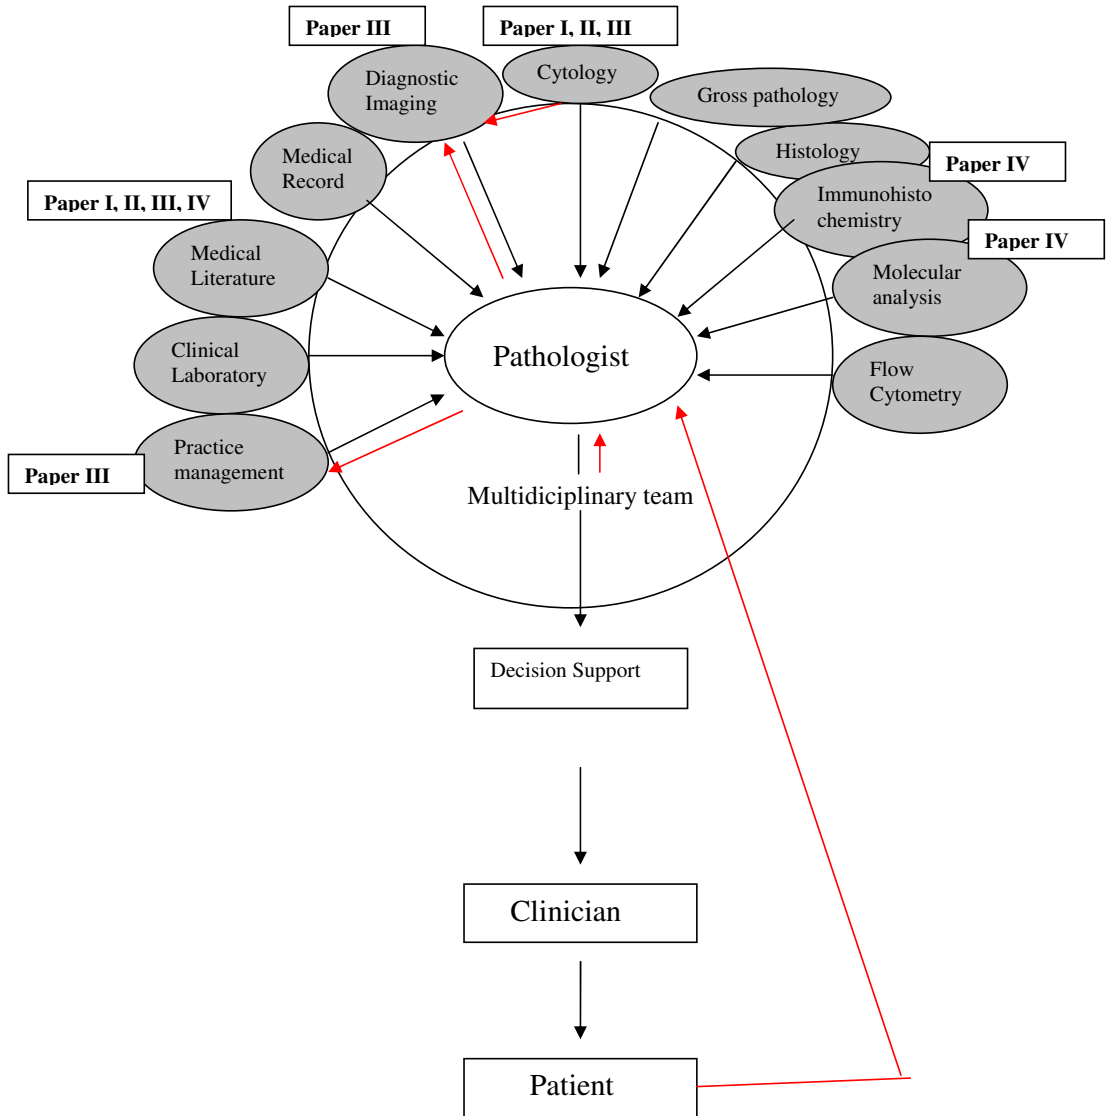 Paper III
Paper I, II, III
Diagnostic
Imaging
Cytology
Gross pathology
Medical
Record
Histology
Paper IV
Paper I, II, III, IV
Immunohisto
chemistry
Medical
Literature
Paper IV
Molecular
analysis
Clinical
Laboratory
Pathologist
Flow
Cytometry
Practice
management
Paper III
Multidiciplinary team
Decision Support
Clinician
Patient